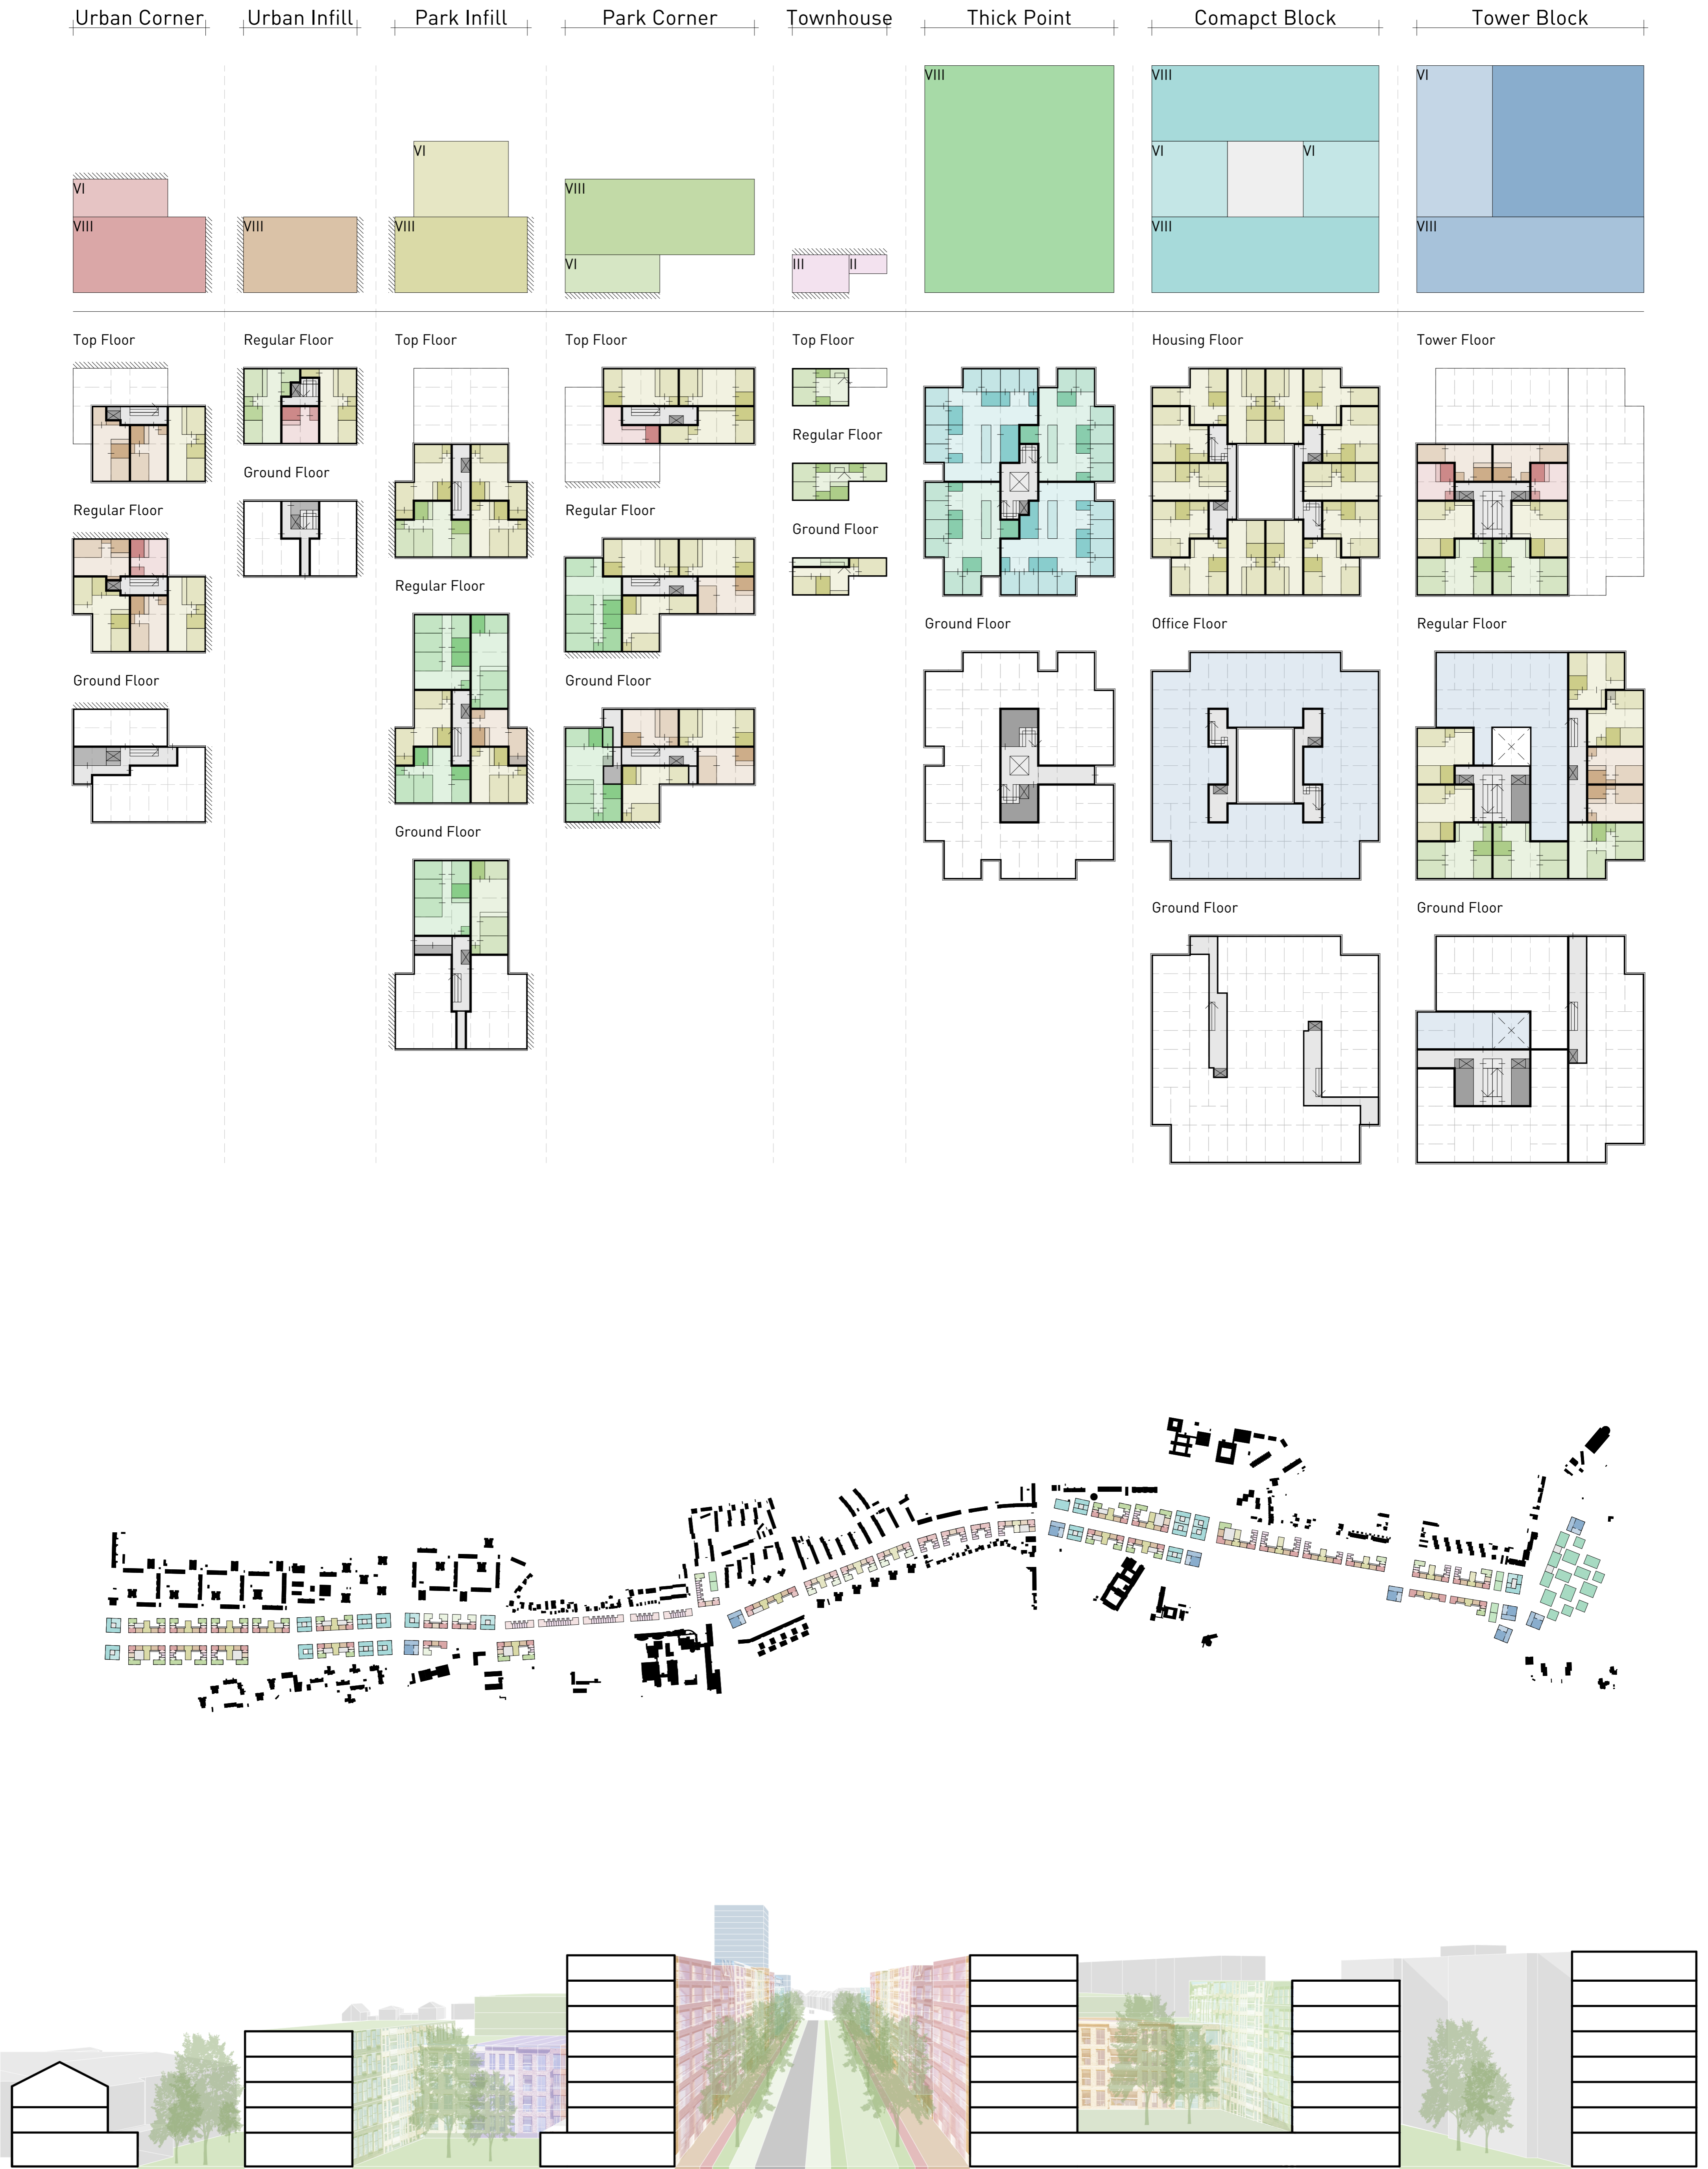 Urban Corner Urban Infill Park Infill Park Corner Townhouse Thick Point Comapct Block Tower Block
VIII VIII VI
VI
VI VI
VI VIII
VIII VIII VIII VIII VIII
VI III II
Top Floor Regular Floor Top Floor Top Floor Top Floor Housing Floor Tower Floor
Regular Floor
Ground Floor
Regular Floor Regular Floor Ground Floor
Regular Floor
Ground Floor Office Floor Regular Floor
Ground Floor Ground Floor
Ground Floor
Ground Floor Ground Floor